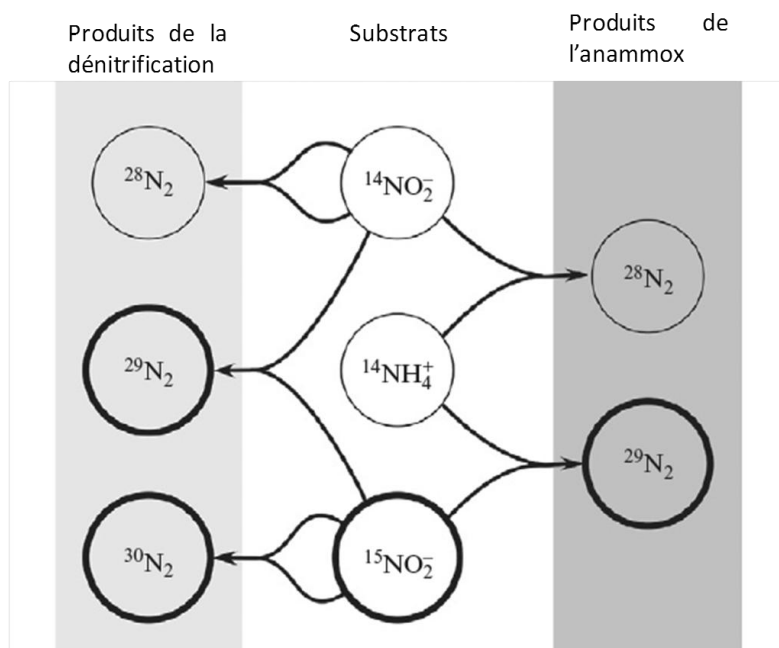 Produits de la
dénitrification
Substrats
Produits de
l’anammox
²⁸N₂
¹⁴NO₂⁻
²⁸N₂
²⁹N₂
¹⁴NH₄⁺
²⁹N₂
³⁰N₂
¹⁵NO₂⁻